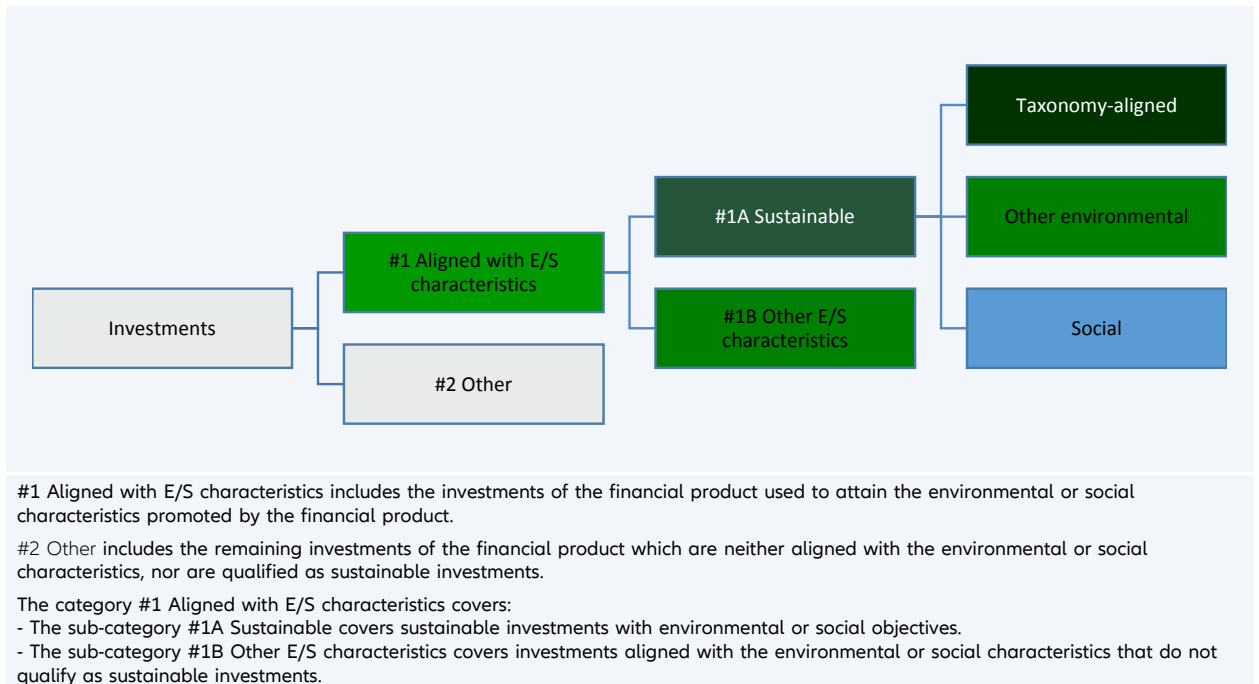 Taxonomy-aligned
#1A Sustainable
Other environmental
#1 Aligned with E/S
characteristics
Investments
#1B Other E/S
characteristics
Social
#2 Other
#1 Aligned with E/S characteristics includes the investments of the financial product used to attain the environmental or social
characteristics promoted by the financial product.
#2 Other includes the remaining investments of the financial product which are neither aligned with the environmental or social
characteristics, nor are qualified as sustainable investments.
The category #1 Aligned with E/S characteristics covers:
- The sub-category #1A Sustainable covers sustainable investments with environmental or social objectives.
- The sub-category #1B Other E/S characteristics covers investments aligned with the environmental or social characteristics that do not
qualify as sustainable investments.